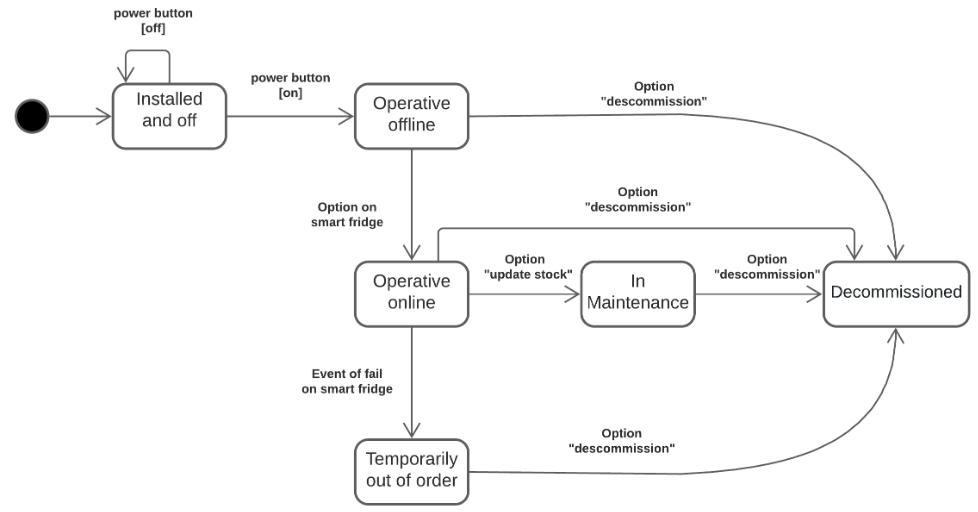 power button
[off]
Installed
and off
power button
[on]
Operative
offline
Option
"descommission"
Option on
smart fridge
Option
"descommission"
Operative
online
Option
"update stock"
In
Maintenance
Option
"descommission"
Decommissioned
Event of fail
on smart fridge
Temporarily
out of order
Option
"descommission"